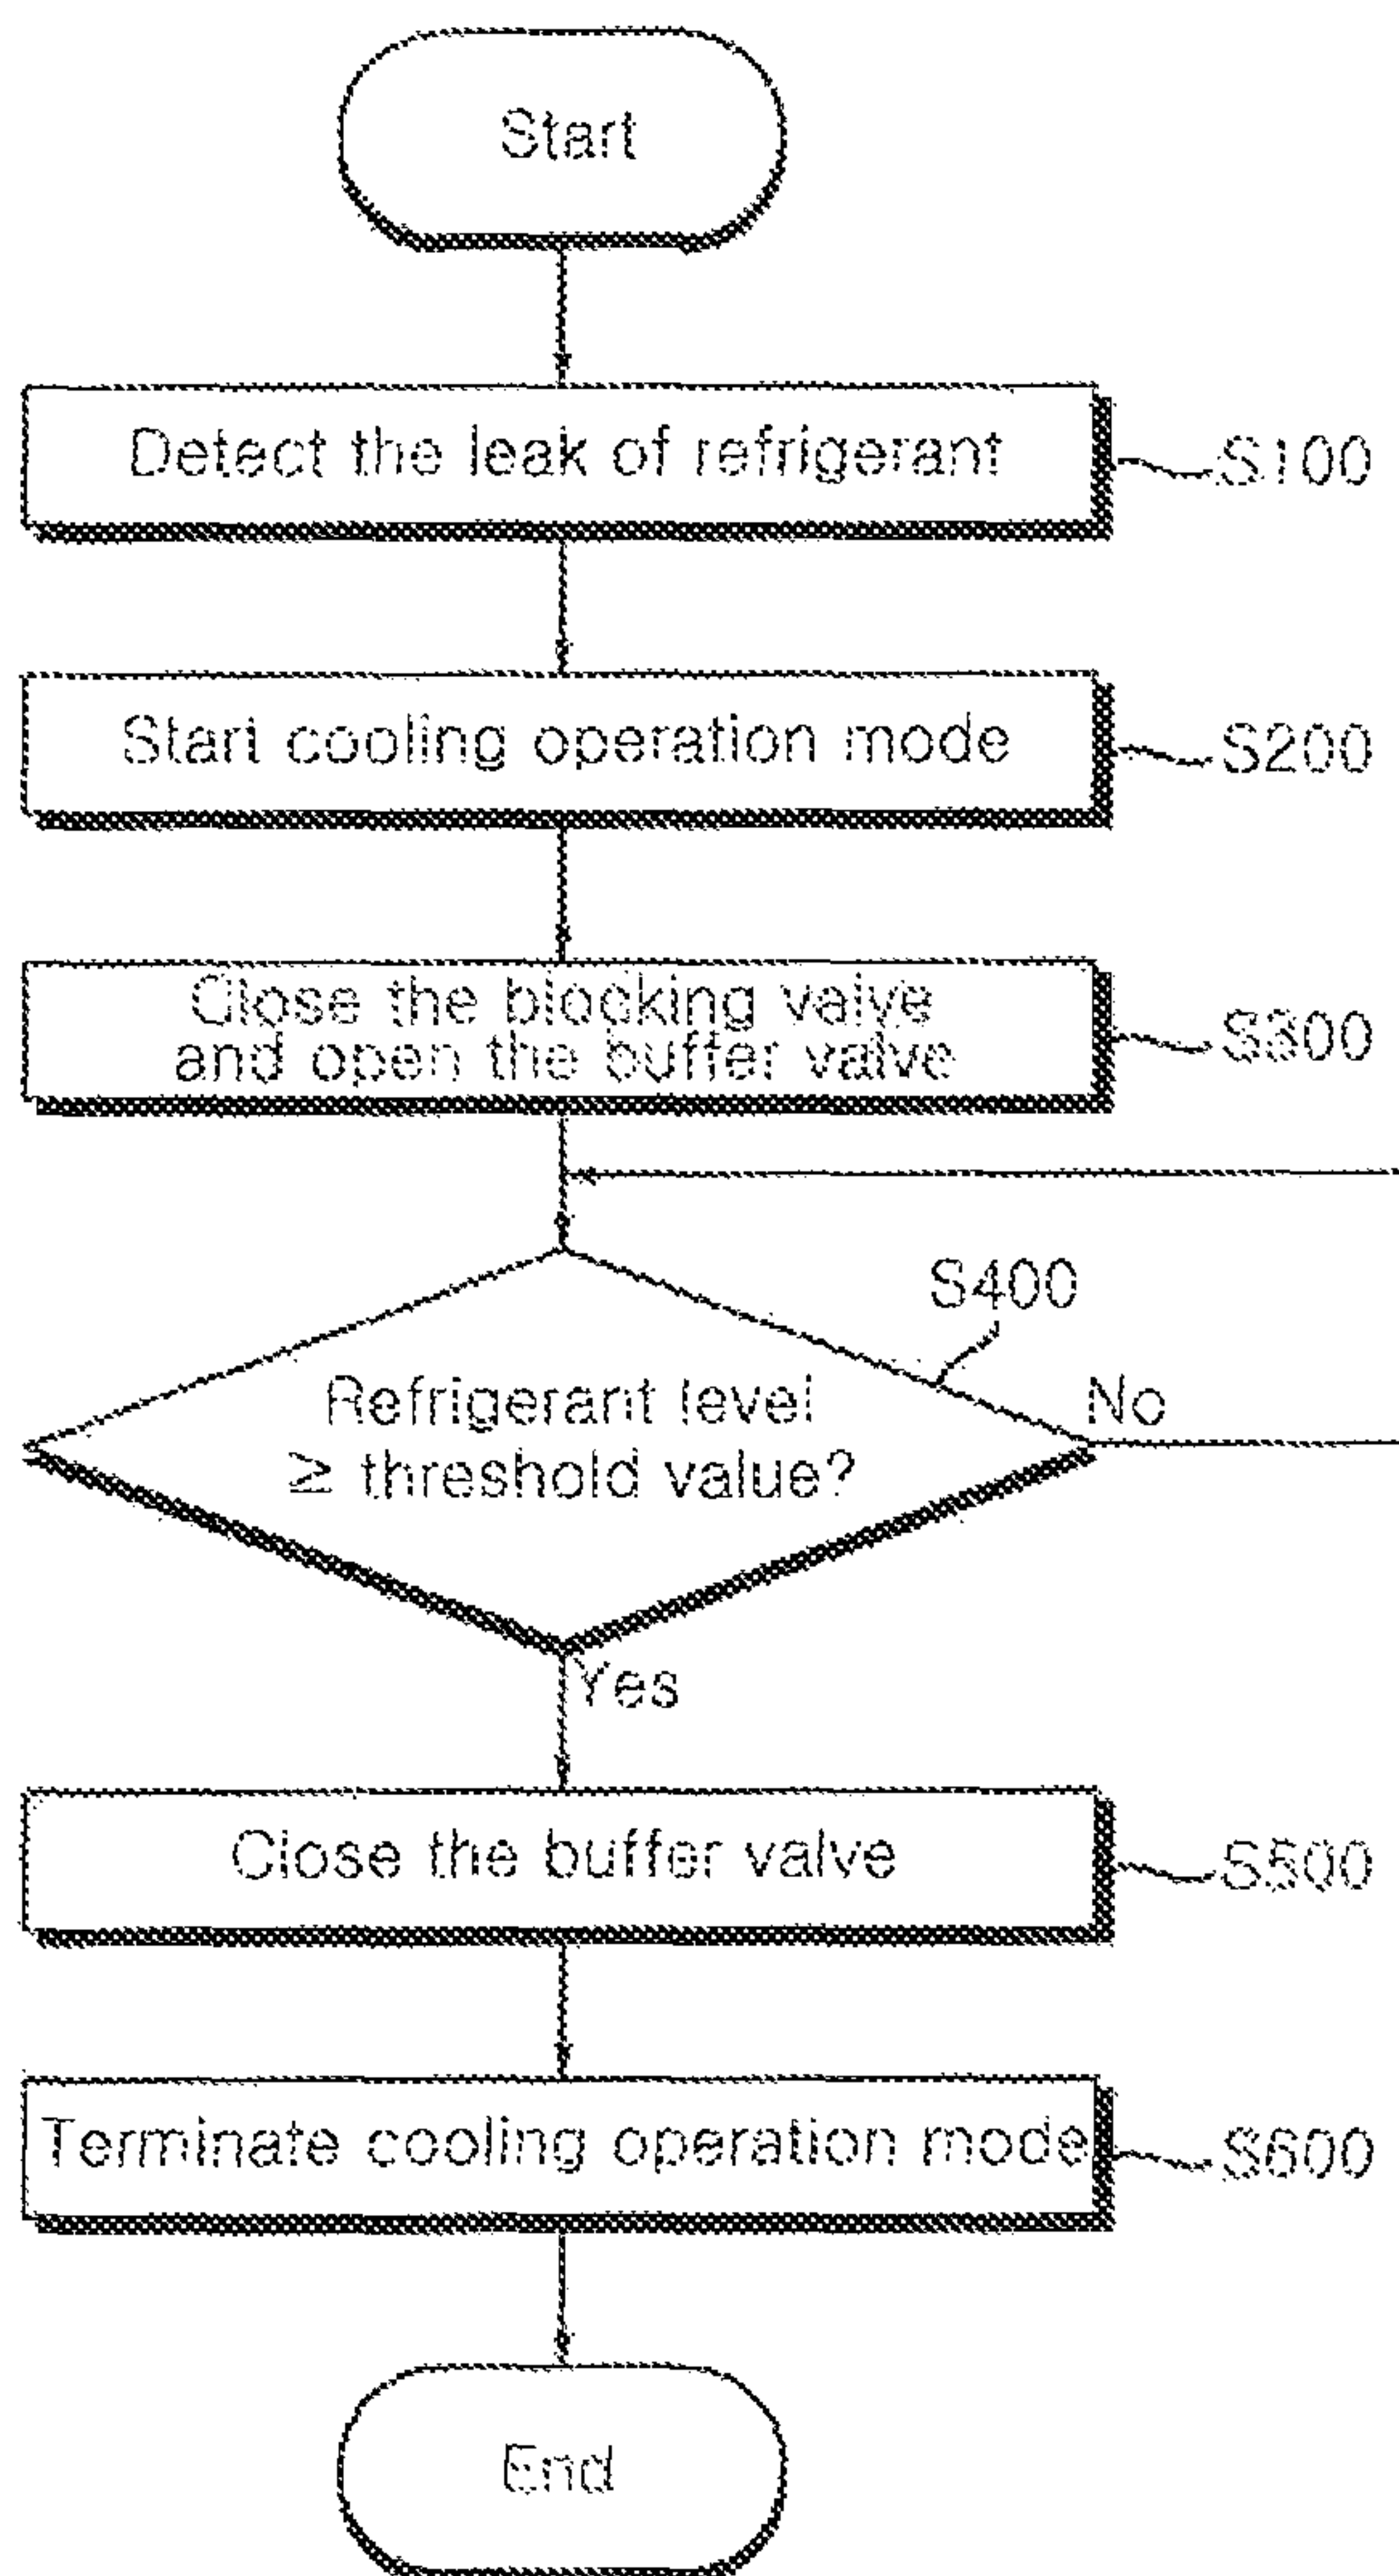 Start
Detect the leak of refrigerant
S100
Start cooling operation mode
S200
Close the blocking valve
and open the buffer valve
S300
S400
Refrigerant level
≥ threshold value?
No
Yes
Close the buffer valve
S500
Terminate cooling operation mode
S600
End